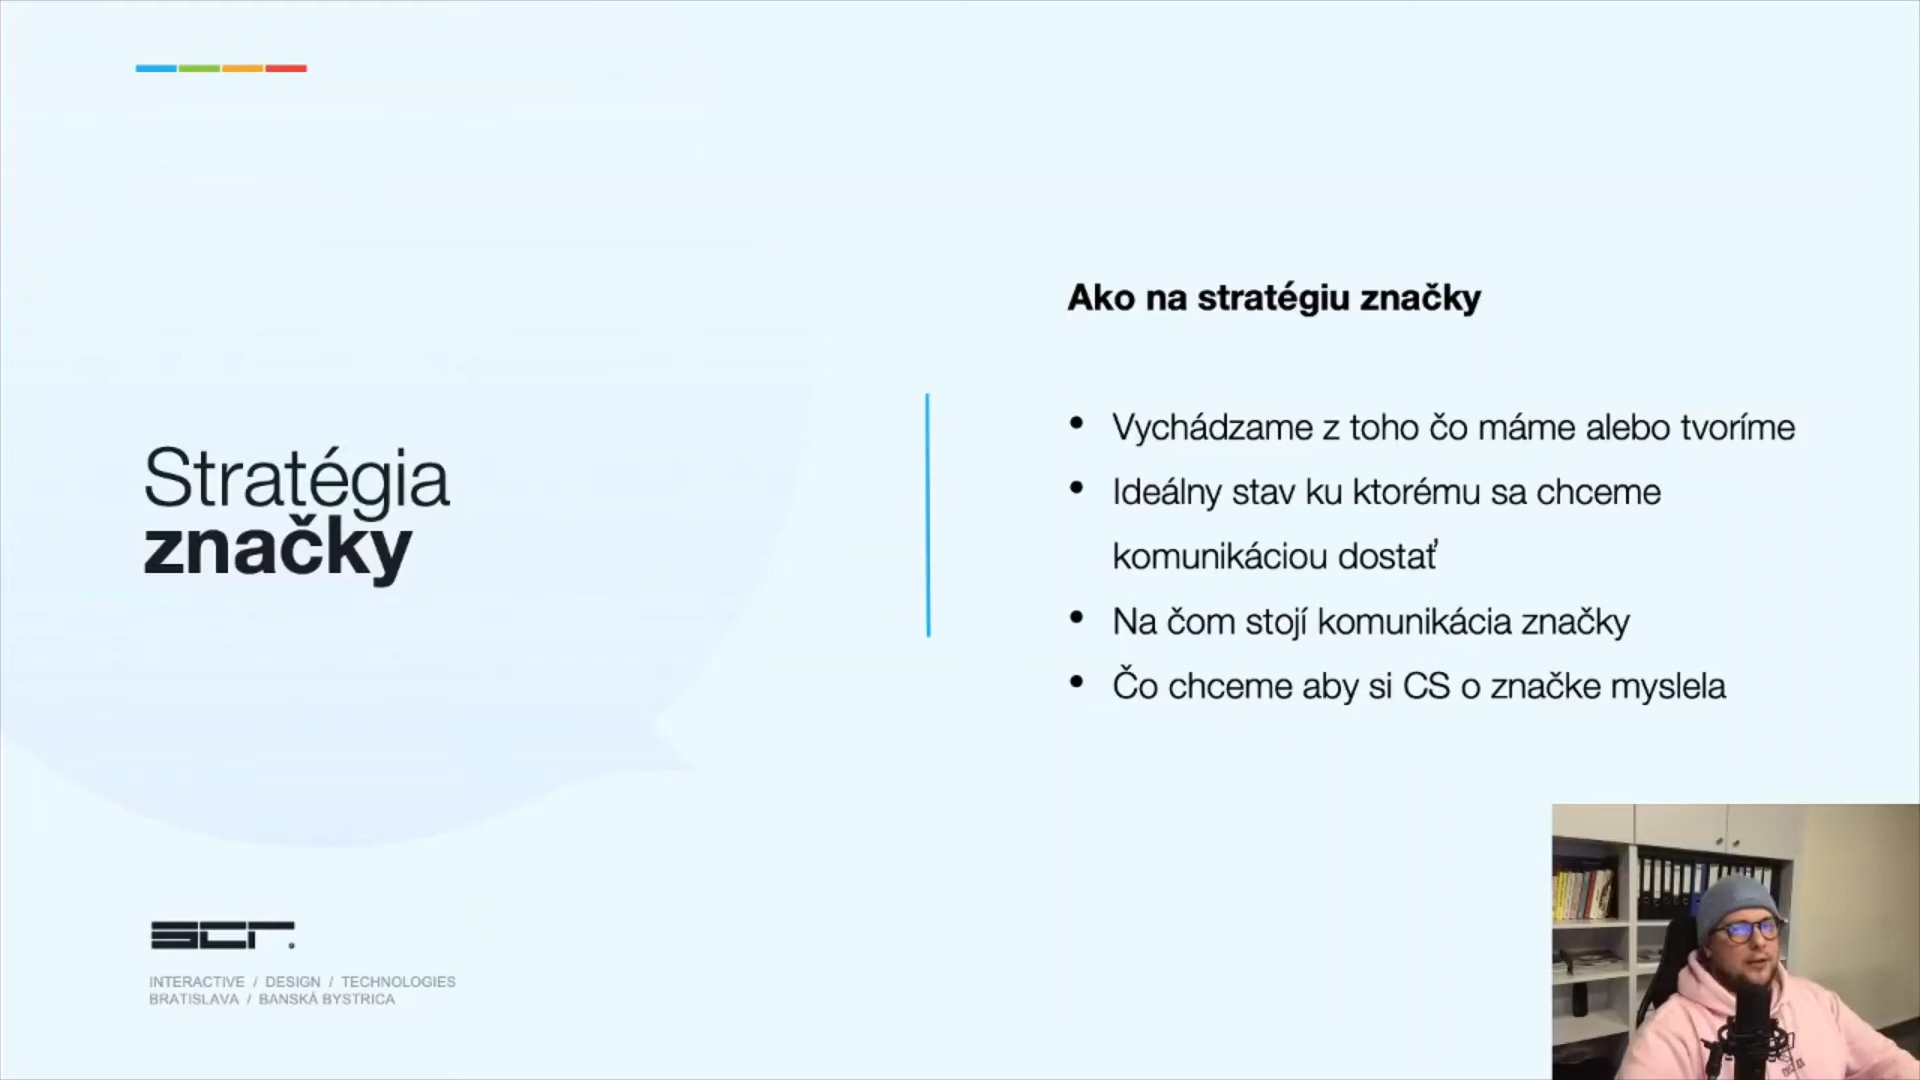 Stratégia
značky
Ako na stratégiu značky
• Vychádzame z toho čo máme alebo tvoríme
• Ideálny stav ku ktorému sa chceme
komunikáciou dostať
• Na čom stojí komunikácia značky
• Čo chceme aby si CS o značke myslela
scr.
INTERACTIVE / DESIGN / TECHNOLOGIES
BRATISLAVA / BANSKÁ BYSTRICA